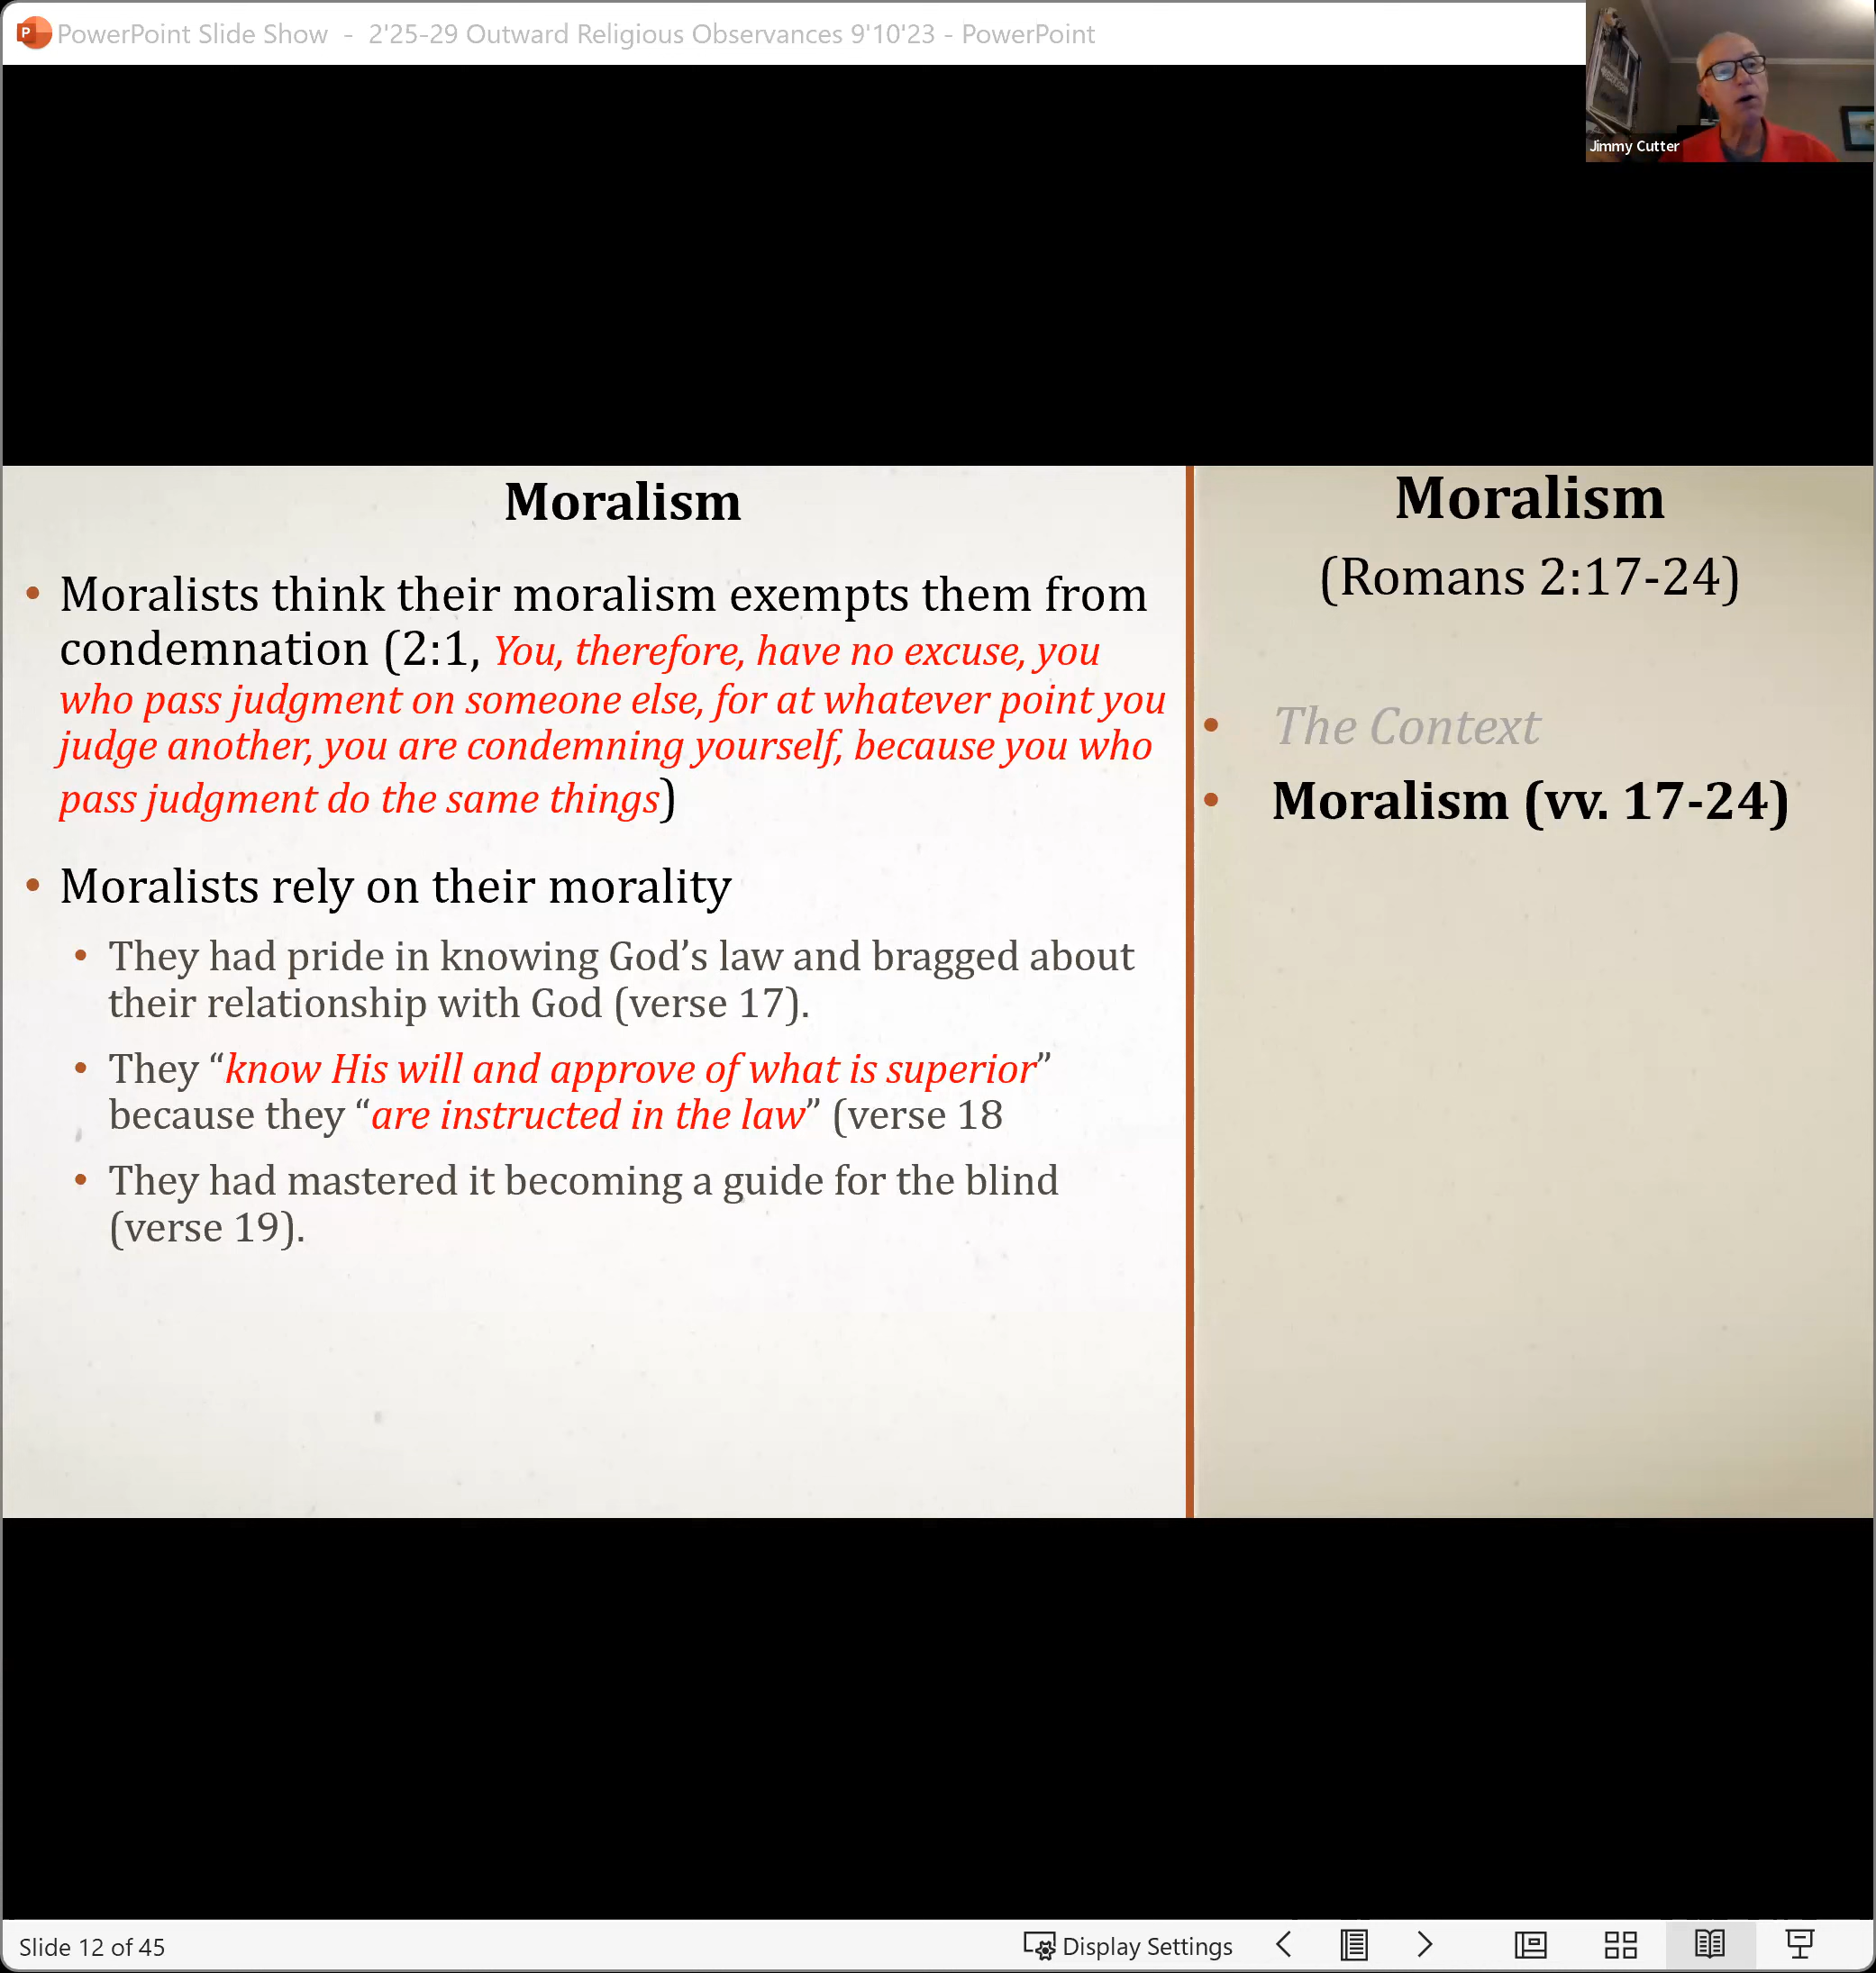 PowerPoint Slide Show - 2'25-29 Outward Religious Observances 9'10'23 - PowerPoint
Jimmy Cutter
Moralism
• Moralists think their moralism exempts them from
condemnation (2:1, You, therefore, have no excuse, you
who pass judgment on someone else, for at whatever point you
judge another, you are condemning yourself, because you who
pass judgment do the same things)
• Moralists rely on their morality
• They had pride in knowing God’s law and bragged about
their relationship with God (verse 17).
• They “know His will and approve of what is superior”
because they “are instructed in the law” (verse 18
• They had mastered it becoming a guide for the blind
(verse 19).
Moralism
(Romans 2:17-24)
• The Context
• Moralism (vv. 17-24)
Slide 12 of 45
Display Settings